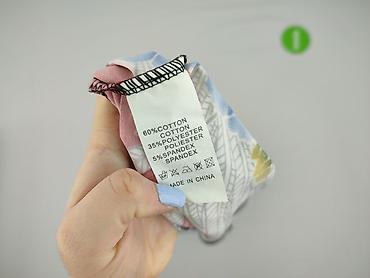 60%COTTON
COTTON
35%POLYESTER
POLIESTER
5%SPANDEX
SPANDEX
MADE IN CHINA